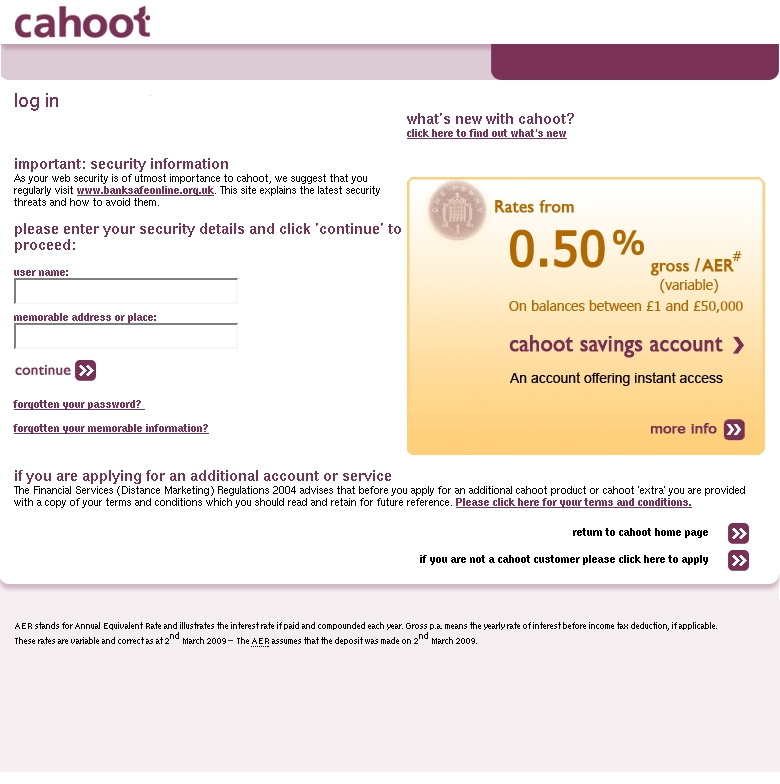 cahoot
log in
what's new with cahoot?
click here to find out what's new
important: security information
As your web security is of utmost importance to cahoot, we suggest that you
regularly visit www.banksafeonline.org.uk. This site explains the latest security
threats and how to avoid them.
please enter your security details and click 'continue' to
proceed:
user name:
memorable address or place:
continue
forgotten your password?
forgotten your memorable information?
Rates from
0.50%
gross / AER#
(variable)
On balances between £1 and £50,000
cahoot savings account ❯
An account offering instant access
more info
if you are applying for an additional account or service
The Financial Services (Distance Marketing) Regulations 2004 advises that before you apply for an additional cahoot product or cahoot 'extra' you are provided
with a copy of your terms and conditions which you should read and retain for future reference. Please click here for your terms and conditions.
return to cahoot home page
if you are not a cahoot customer please click here to apply
AER stands for Annual Equivalent Rate and illustrates the interest rate if paid and compounded each year. Gross p.a. means the yearly rate of interest before income tax deduction, if applicable.
These rates are variable and correct as at 2nd March 2009 – The AER assumes that the deposit was made on 2nd March 2009.